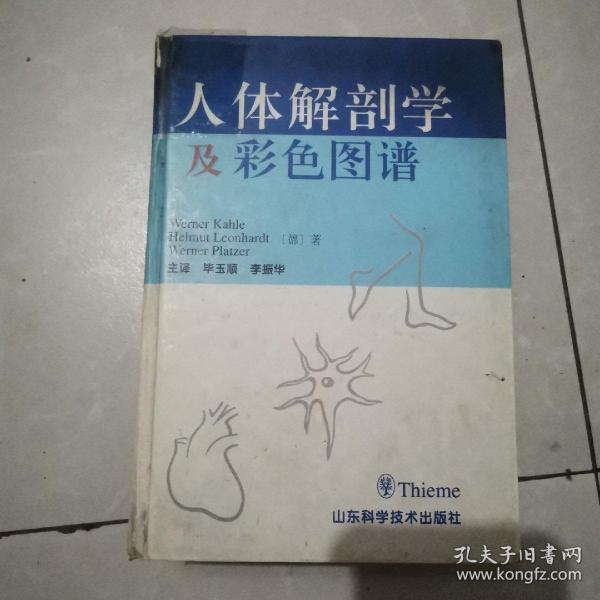 人体解剖学
及彩色图谱
Werner Kahle
Helmut Leonhardt [德] 著
Werner Platzer
主译 毕玉顺 李振华
Thieme
山东科学技术出版社
孔夫子旧书网
www.kongfz.com